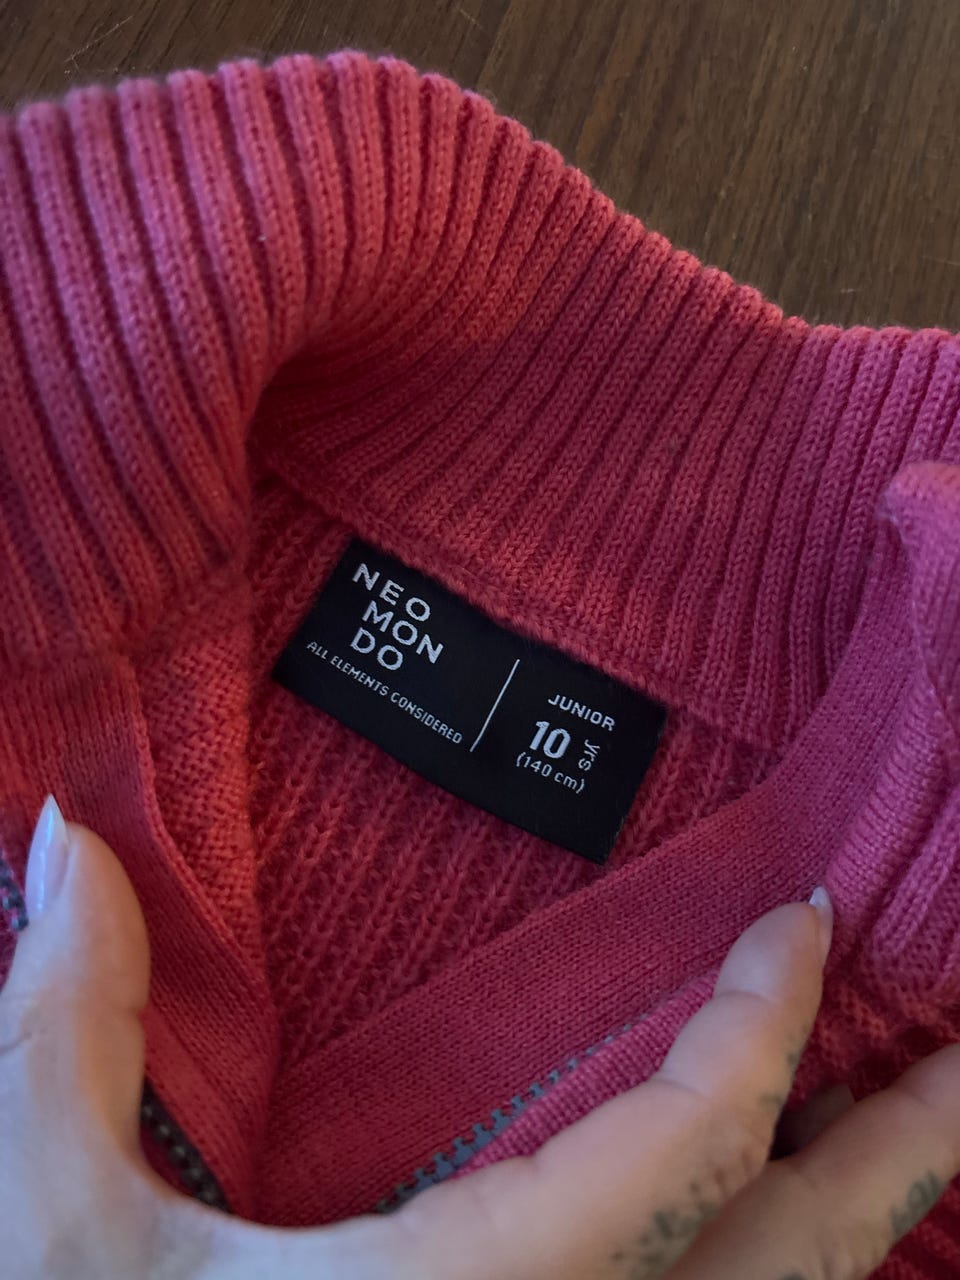 NEO
MON
DO
ALL ELEMENTS CONSIDERED
JUNIOR
10 yrs
(140 cm)